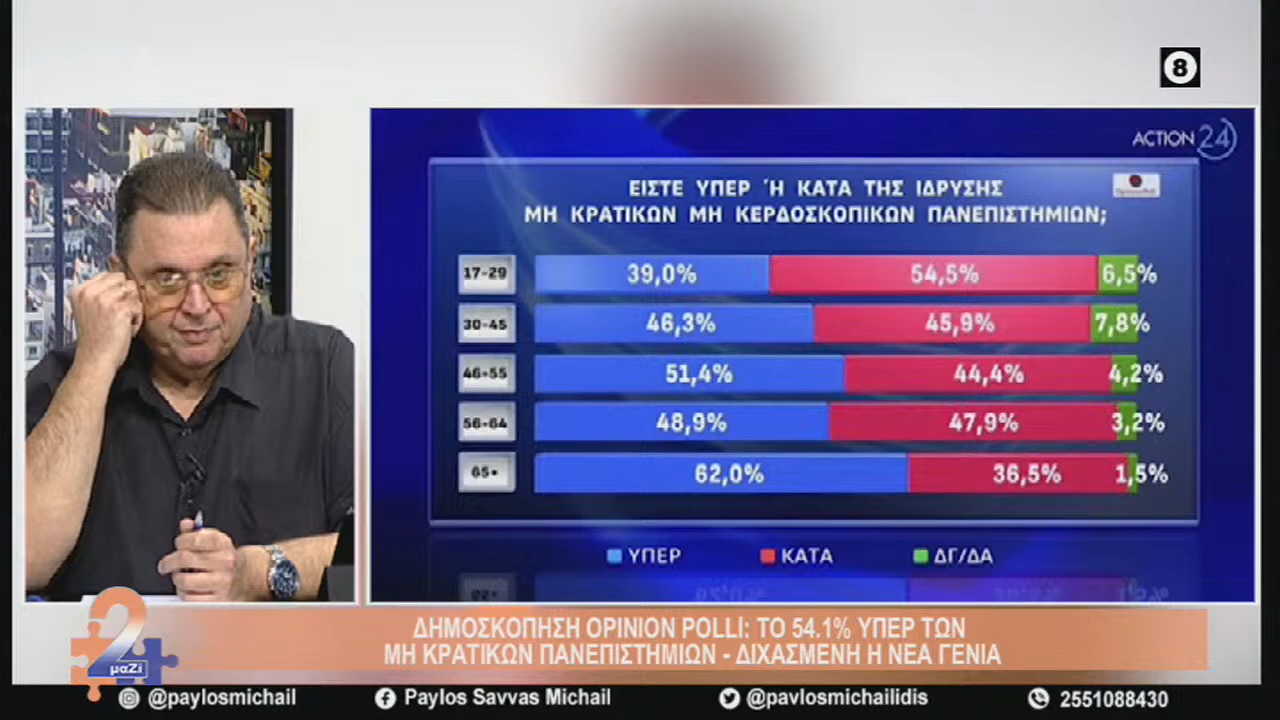 8
ACTION 24
ΕΙΣΤΕ ΥΠΕΡ Ή ΚΑΤΑ ΤΗΣ ΙΔΡΥΣΗΣ
ΜΗ ΚΡΑΤΙΚΩΝ ΜΗ ΚΕΡΔΟΣΚΟΠΙΚΩΝ ΠΑΝΕΠΙΣΤΗΜΙΩΝ;
17-29 39,0% 54,5% 6,5%
30-45 46,3% 45,9% 7,8%
46-55 51,4% 44,4% 4,2%
56-64 48,9% 47,9% 3,2%
65+ 62,0% 36,5% 1,5%
ΥΠΕΡ ΚΑΤΑ ΔΓ/ΔΑ
ΔΗΜΟΣΚΟΠΗΣΗ OPINION POLLİ: ΤΟ 54.1% ΥΠΕΡ ΤΩΝ
ΜΗ ΚΡΑΤΙΚΩΝ ΠΑΝΕΠΙΣΤΗΜΙΩΝ - ΔΙΧΑΣΜΕΝΗ Η ΝΕΑ ΓΕΝΙΑ
2
μαΖί
@paylosmichail Paylos Savvas Michail @pavlosmichailidis 2551088430